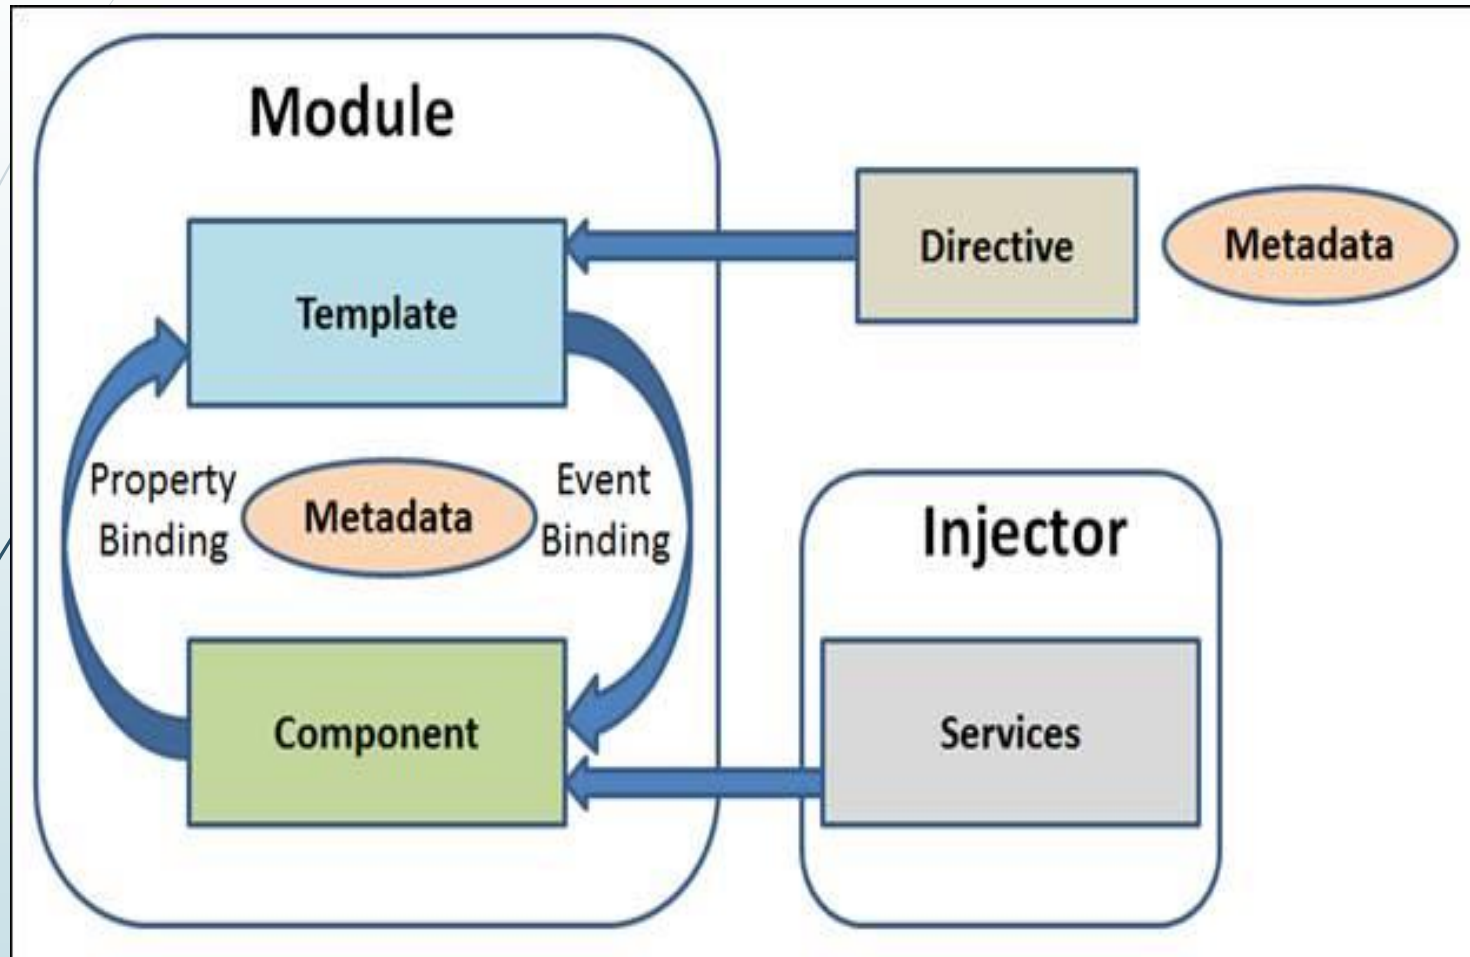 Module
Directive
Metadata
Template
Property
Binding
Metadata
Event
Binding
Injector
Component
Services